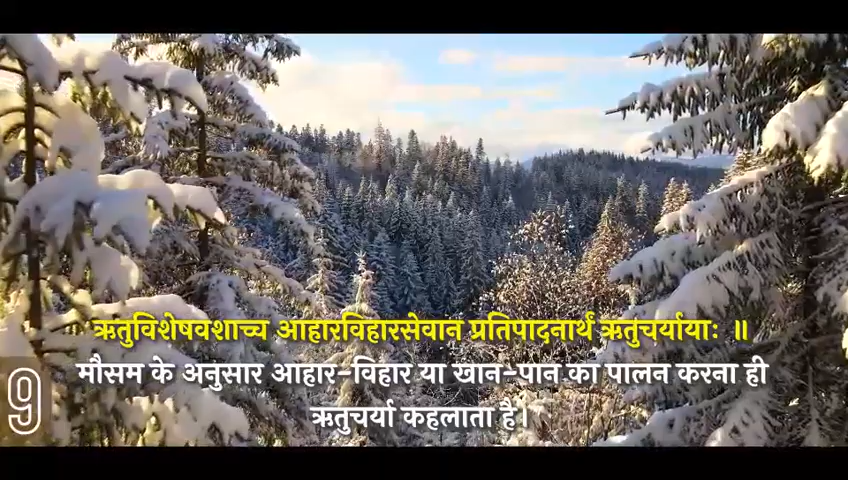 ऋतुविशेषवशाच्च आहारविहारसेवान प्रतिपादनार्थं ऋतुचर्यायाः ॥
मौसम के अनुसार आहार-विहार या खान-पान का पालन करना ही
ऋतुचर्या कहलाता है।
9